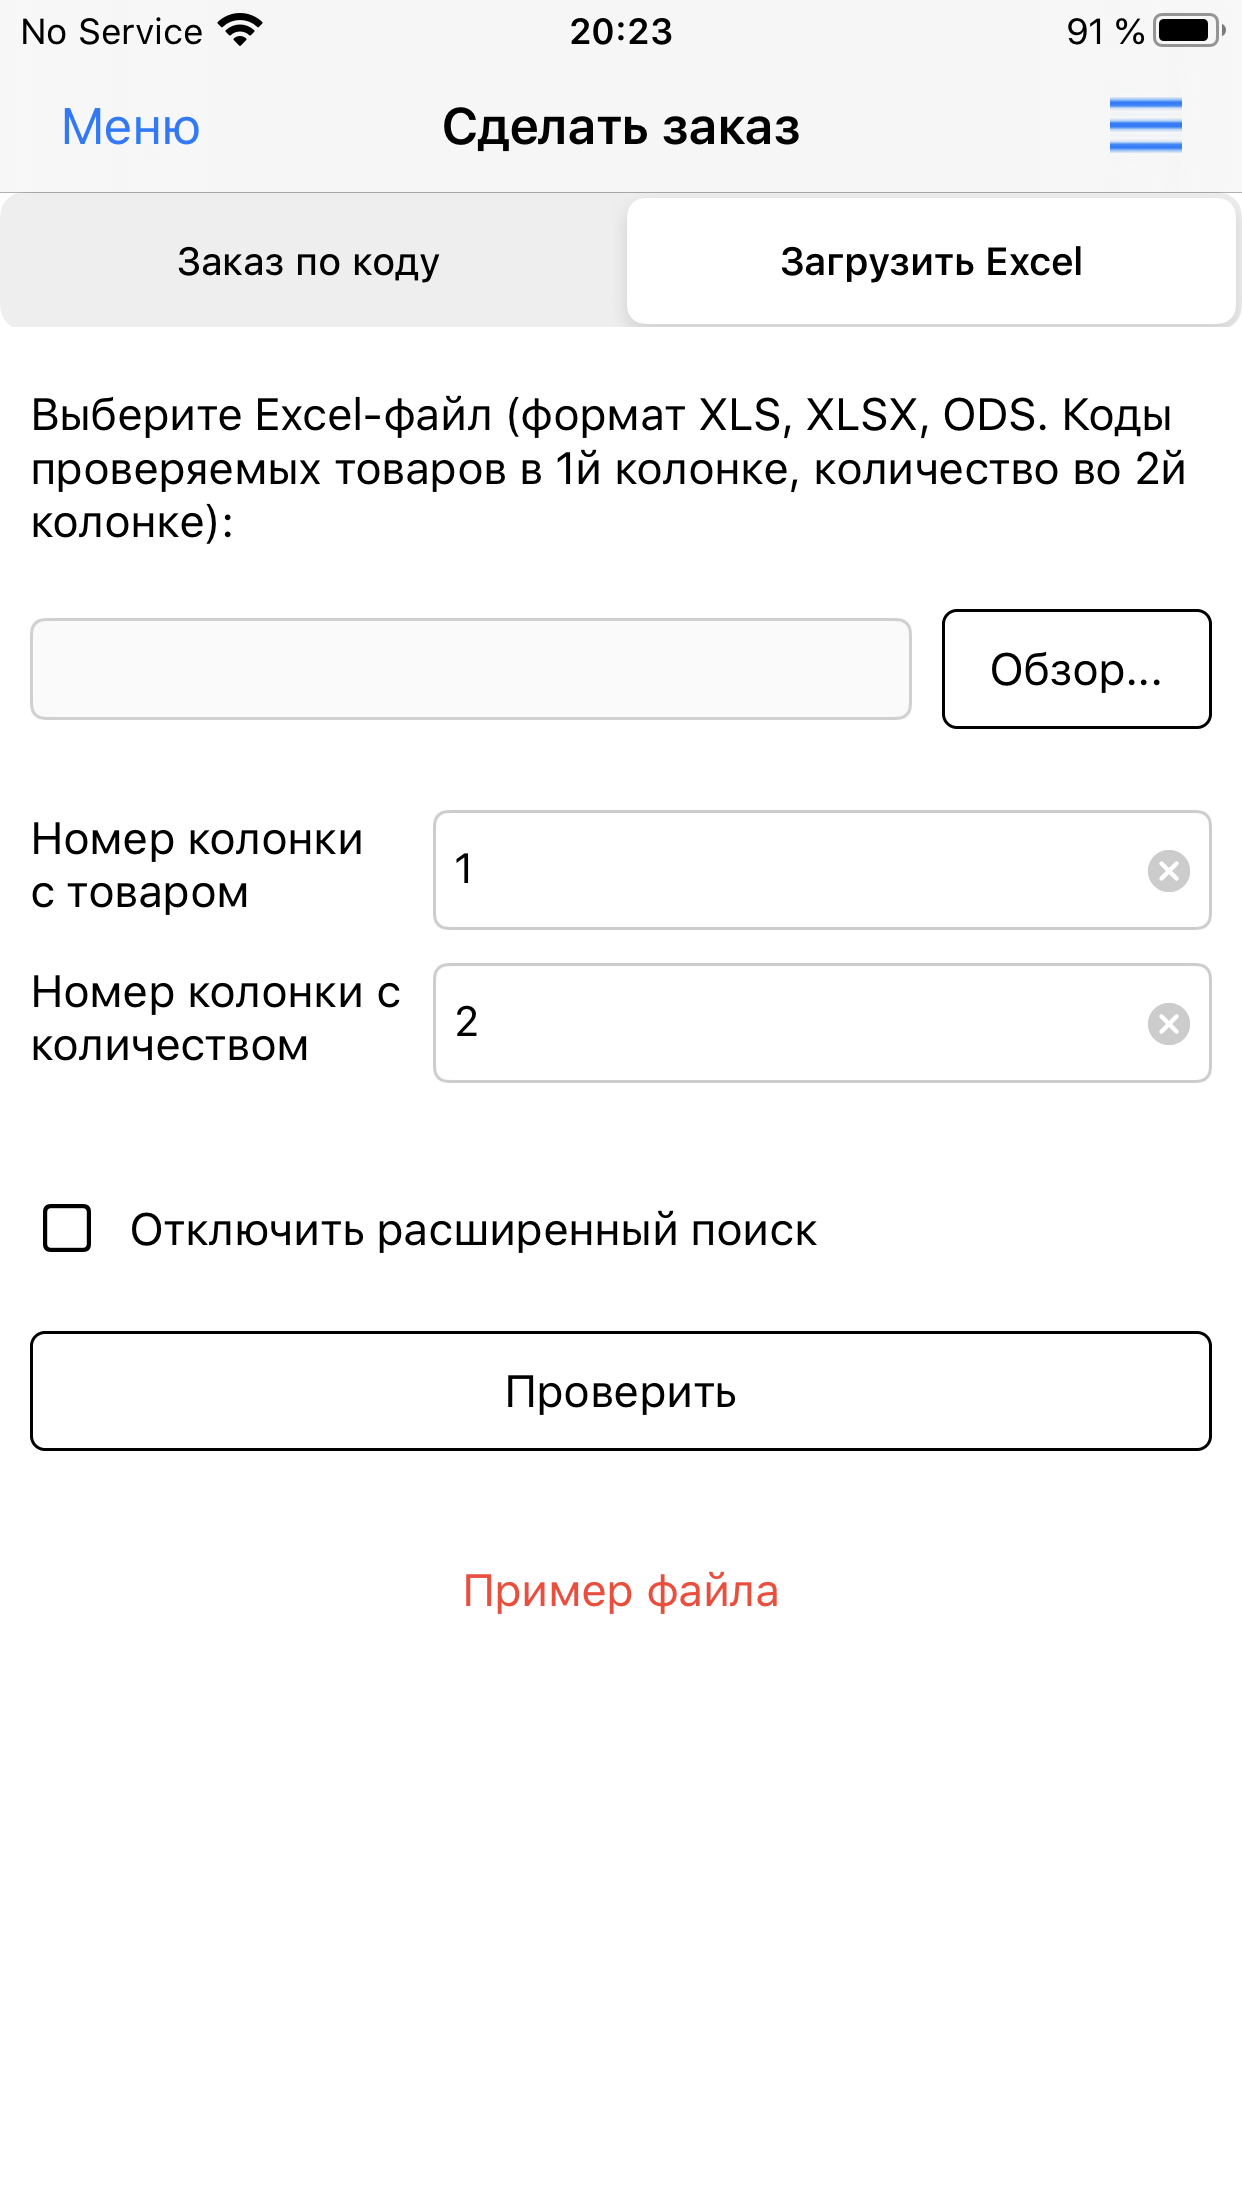 No Service 20:23 91 %
Меню Сделать заказ
Заказ по коду Загрузить Excel
Выберите Excel-файл (формат XLS, XLSX, ODS. Коды
проверяемых товаров в 1й колонке, количество во 2й
колонке):
Обзор...
Номер колонки
с товаром
1
Номер колонки с
количеством
2
Отключить расширенный поиск
Проверить
Пример файла